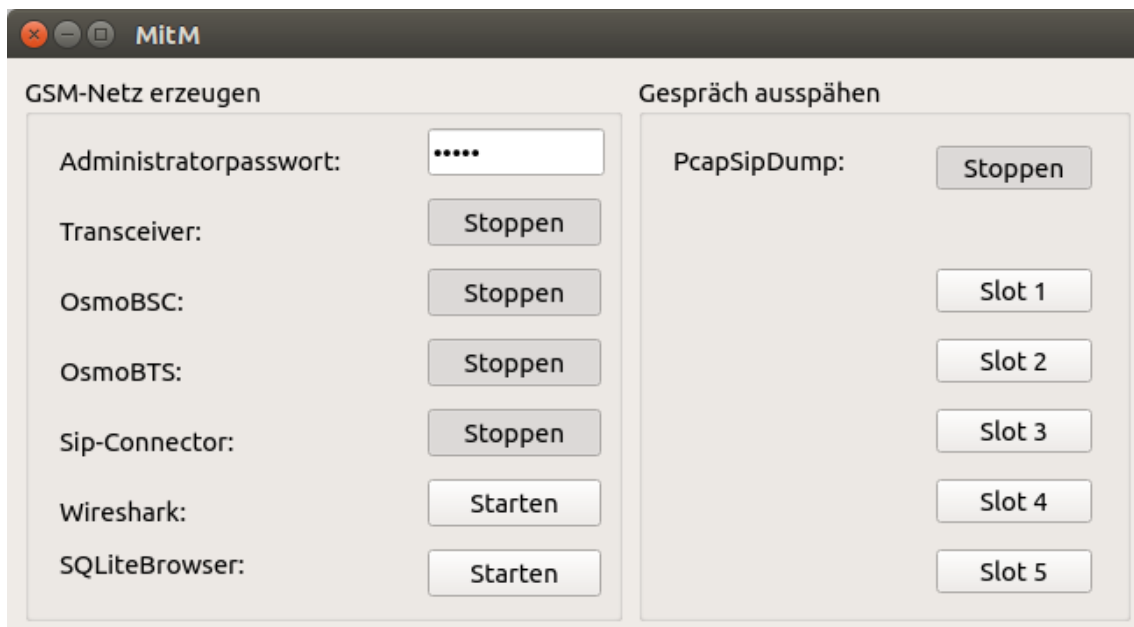 MitM
GSM-Netz erzeugen
Administratorpasswort: •••••
Transceiver: Stoppen
OsmoBSC: Stoppen
OsmoBTS: Stoppen
Sip-Connector: Stoppen
Wireshark: Starten
SQLiteBrowser: Starten
Gespräch ausspähen
PcapSipDump: Stoppen
Slot 1
Slot 2
Slot 3
Slot 4
Slot 5